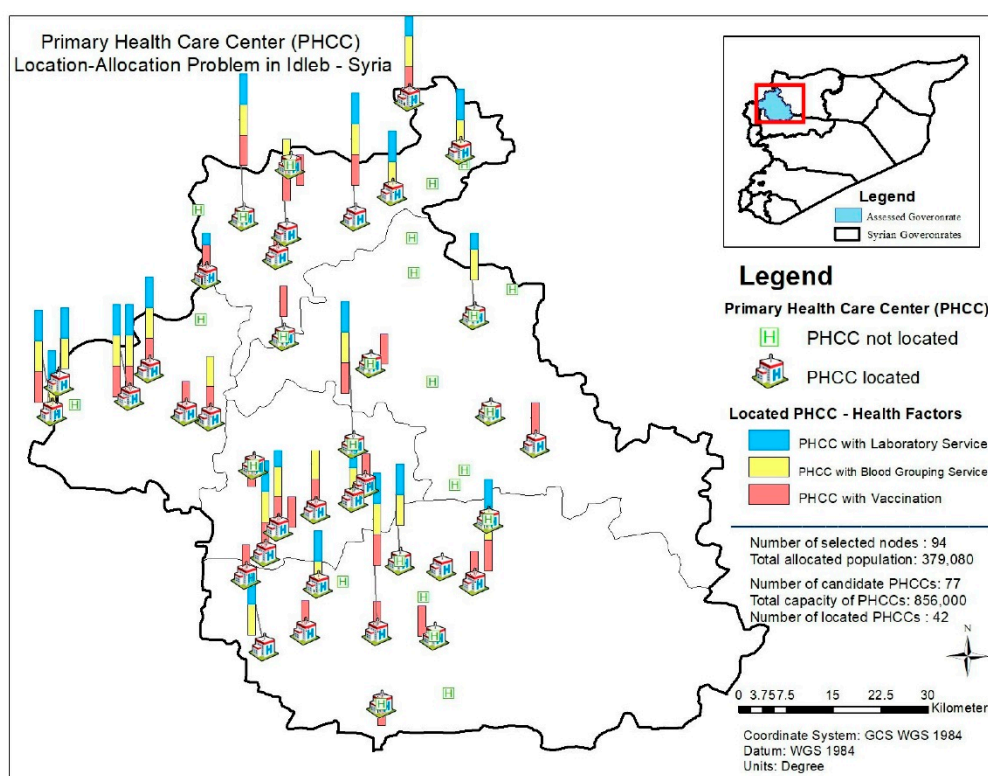 Primary Health Care Center (PHCC)
Location-Allocation Problem in Idleb - Syria
Legend
Assessed Goveronrate
Syrian Goveronrates
Legend
Primary Health Care Center (PHCC)
H PHCC not located
PHCC located
Located PHCC - Health Factors
PHCC with Laboratory Service
PHCC with Blood Grouping Service
PHCC with Vaccination
Number of selected nodes : 94
Total allocated population: 379,080
Number of candidate PHCCs: 77
Total capacity of PHCCs: 856,000
Number of located PHCCs : 42
N
0 3.75 7.5 15 22.5 30
Kilometer
Coordinate System: GCS WGS 1984
Datum: WGS 1984
Units: Degree